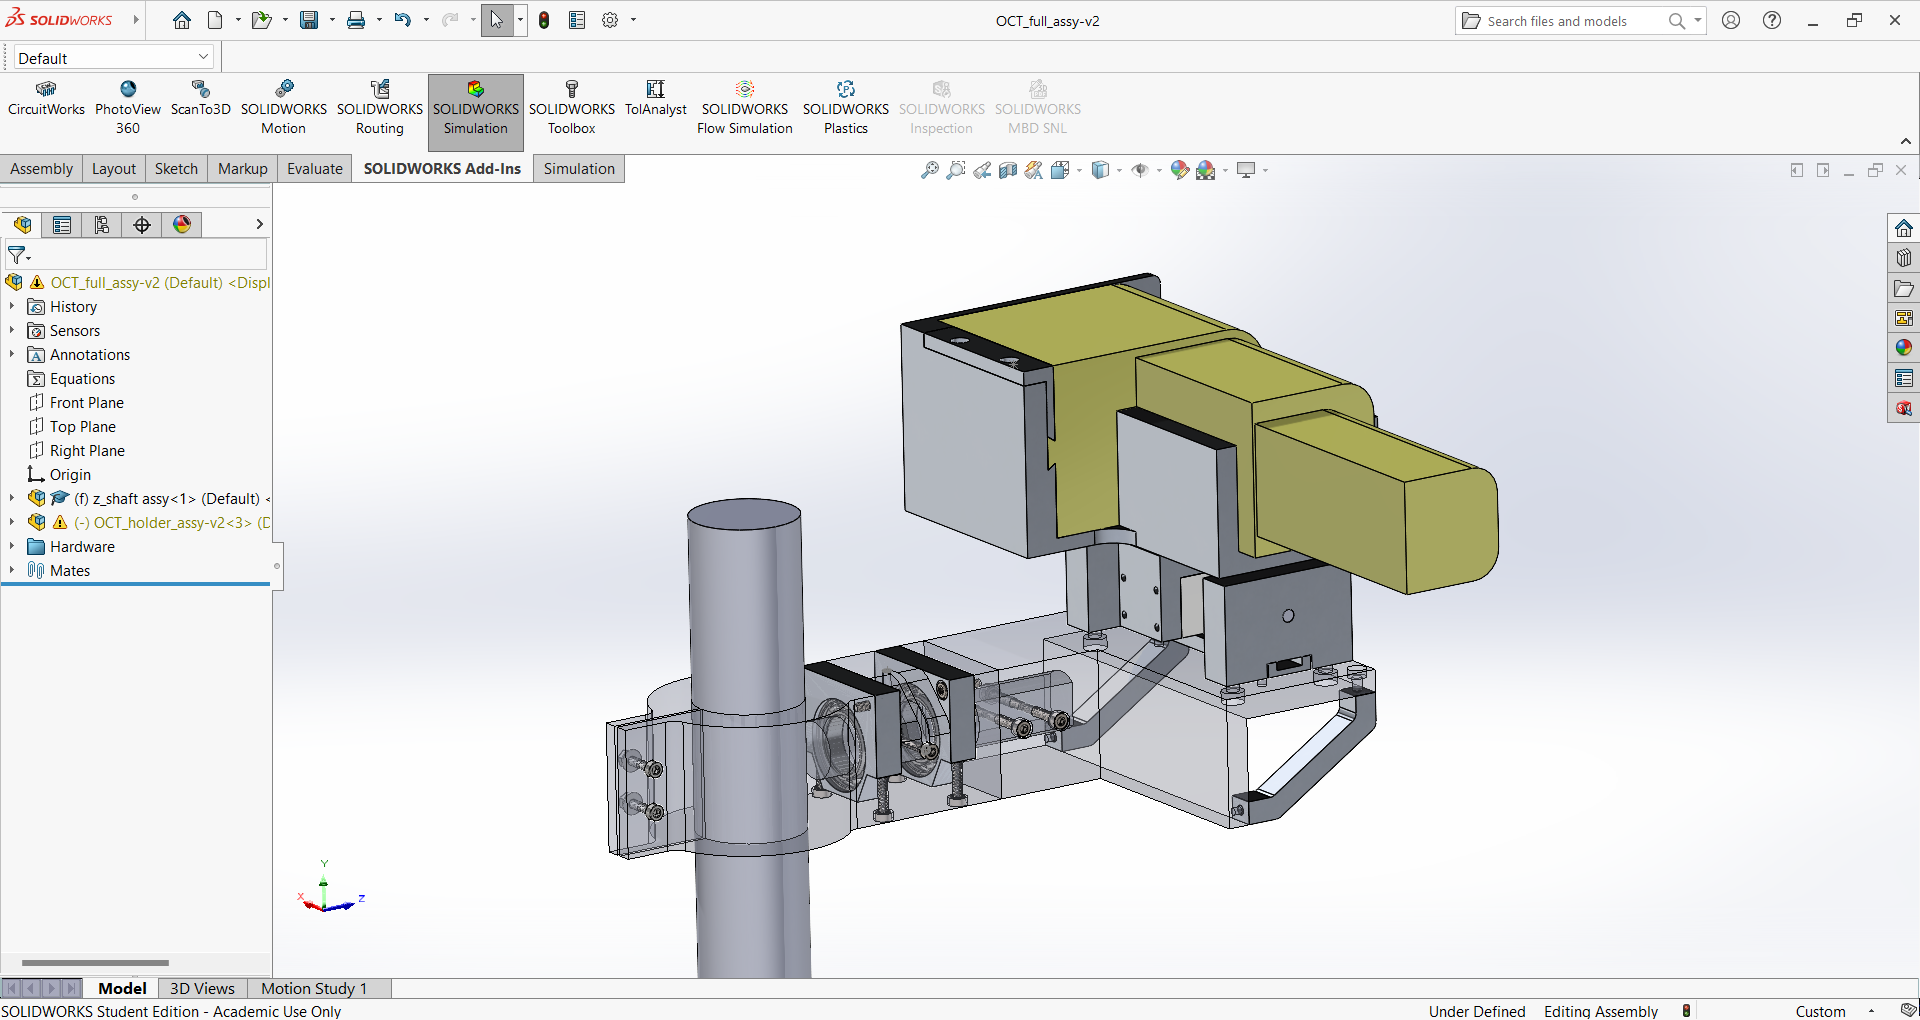 SOLIDWORKS
OCT_full_assy-v2
Search files and models
Default
CircuitWorks
PhotoView
360
ScanTo3D
SOLIDWORKS
Motion
SOLIDWORKS
Routing
SOLIDWORKS
Simulation
SOLIDWORKS
Toolbox
TolAnalyst
SOLIDWORKS
Flow Simulation
SOLIDWORKS
Plastics
SOLIDWORKS
Inspection
SOLIDWORKS
MBD SNL
Assembly
Layout
Sketch
Markup
Evaluate
SOLIDWORKS Add-Ins
Simulation
OCT_full_assy-v2 (Default) <Displ
History
Sensors
Annotations
Equations
Front Plane
Top Plane
Right Plane
Origin
(f) z_shaft assy<1> (Default) <
(-) OCT_holder_assy-v2<3> (D
Hardware
Mates
Y
X
Z
Model
3D Views
Motion Study 1
SOLIDWORKS Student Edition - Academic Use Only
Under Defined
Editing Assembly
Custom